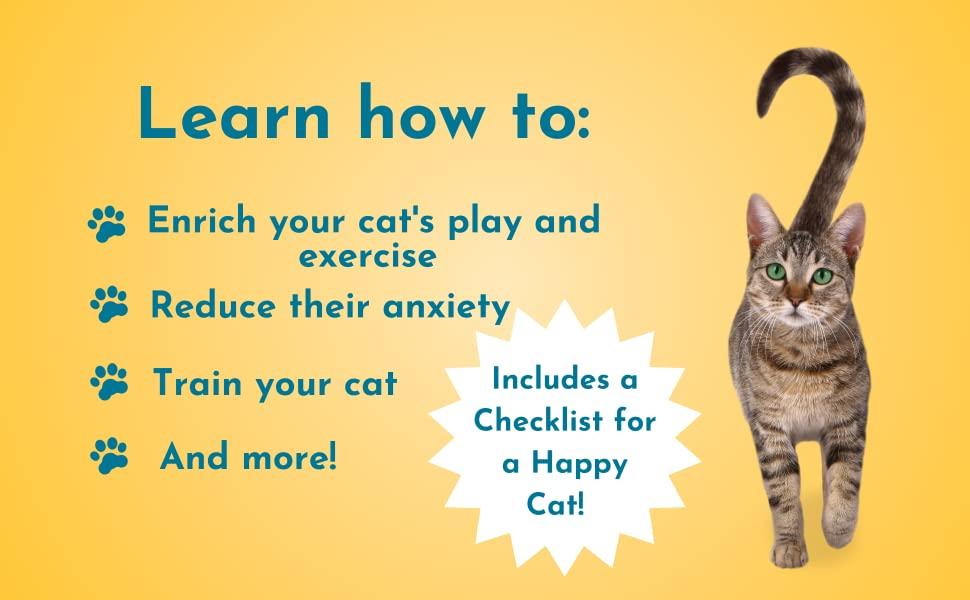 Learn how to:
Enrich your cat's play and
exercise
Reduce their anxiety
Train your cat
And more!
Includes a
Checklist for
a Happy
Cat!